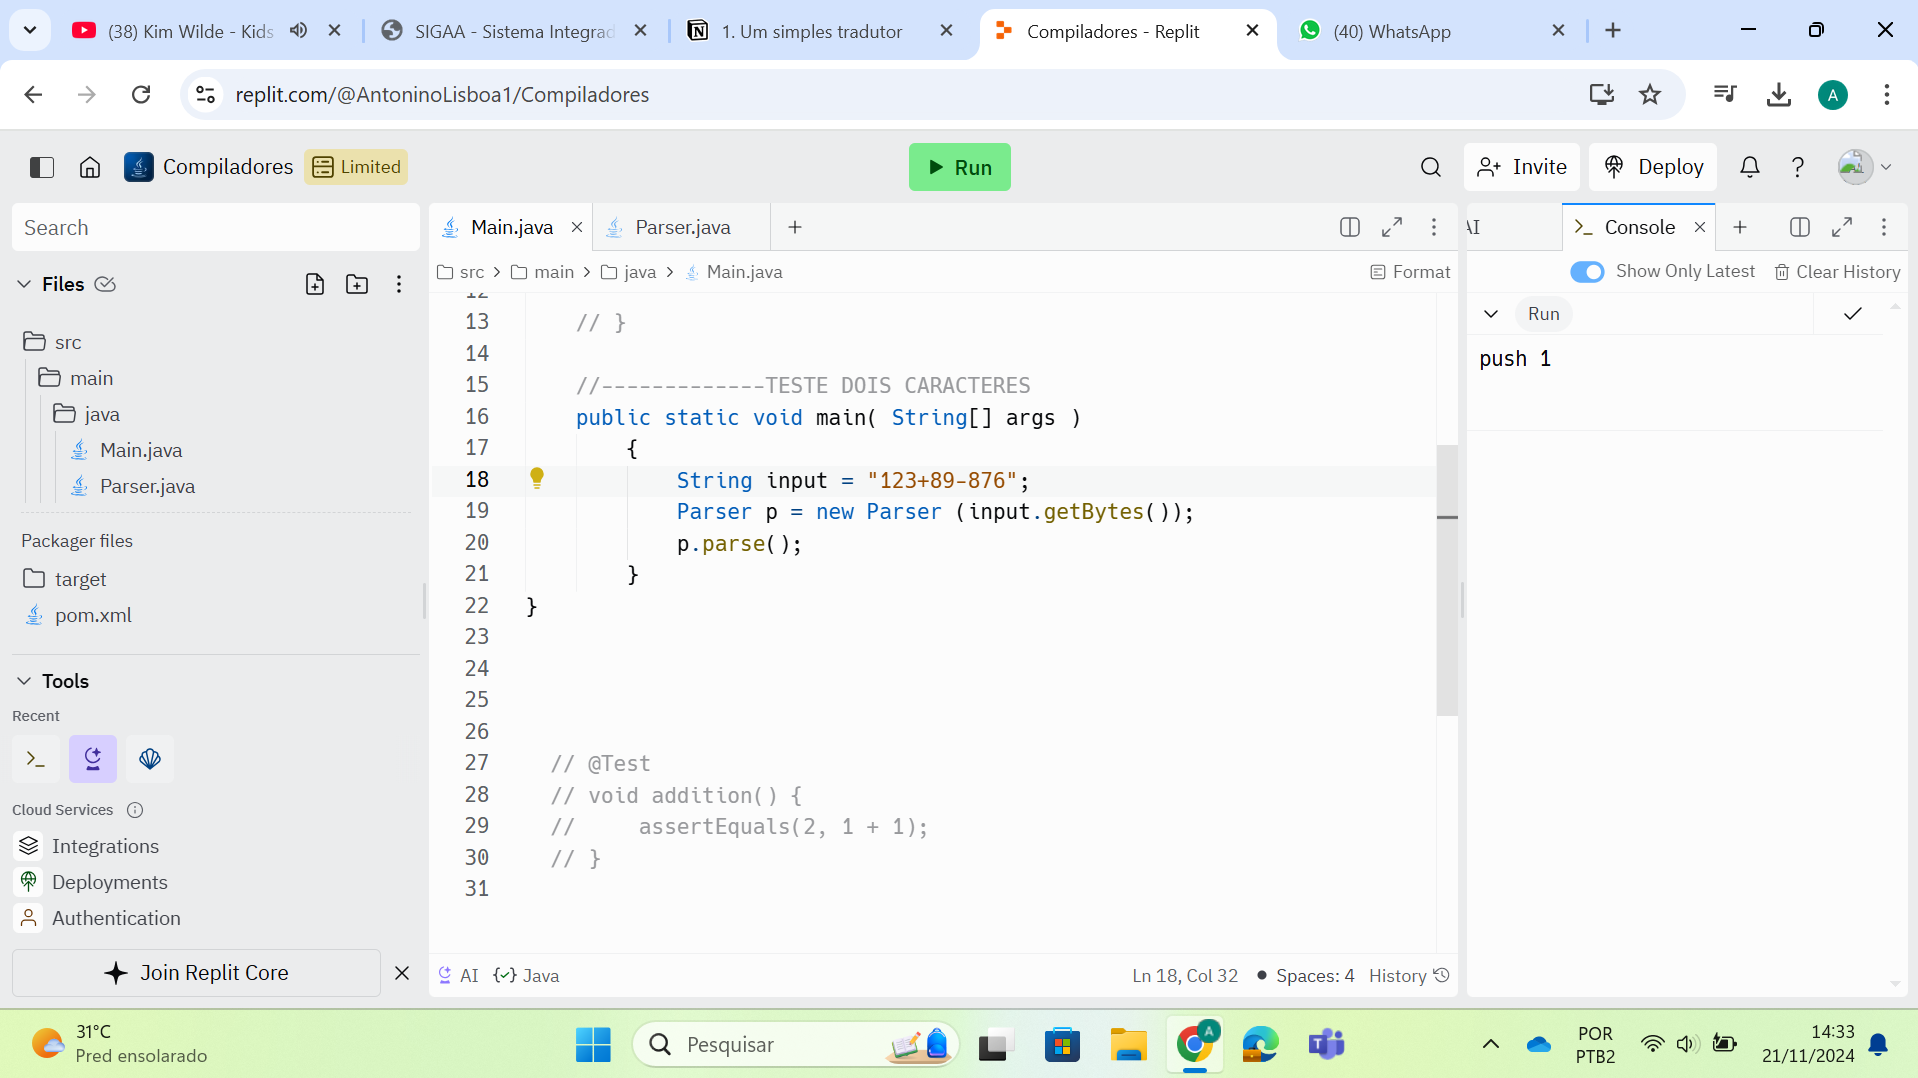 (38) Kim Wilde - Kids
SIGAA - Sistema Integrad
1. Um simples tradutor
Compiladores - Replit
(40) WhatsApp
replit.com/@AntoninoLisboa1/Compiladores
A
Compiladores
Limited
Run
Invite
Deploy
Search
Main.java
Parser.java
AI
Console
src > main > java > Main.java
Format
Show Only Latest
Clear History
Files
src
main
java
Main.java
Parser.java
Packager files
target
pom.xml
Tools
Recent
Cloud Services
Integrations
Deployments
Authentication
Join Replit Core
12
13 // }
14
15 //-------------TESTE DOIS CARACTERES
16 public static void main( String[] args )
17 {
18 String input = "123+89-876";
19 Parser p = new Parser (input.getBytes());
20 p.parse();
21 }
22 }
23
24
25
26
27 // @Test
28 // void addition() {
29 // assertEquals(2, 1 + 1);
30 // }
31
Run
push 1
AI
Java
Ln 18, Col 32
Spaces: 4
History
31°C
Pred ensolarado
Pesquisar
A
POR
PTB2
14:33
21/11/2024